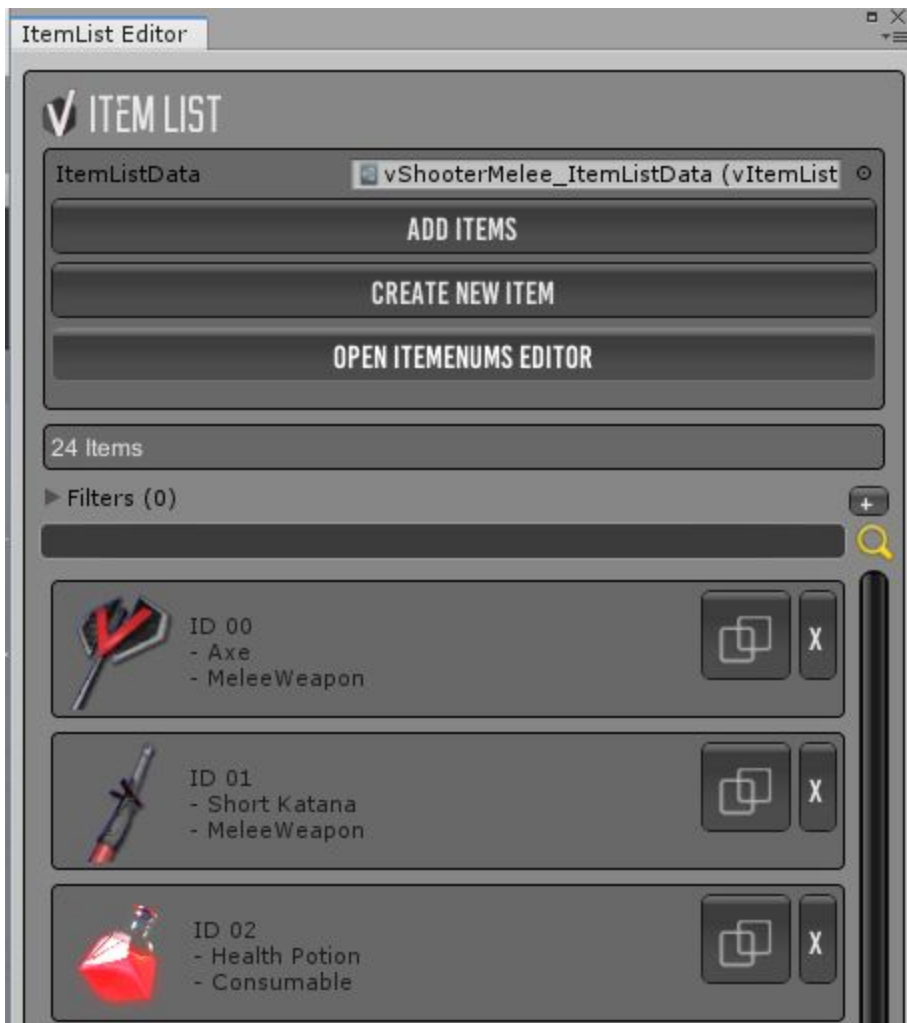 ItemList Editor
ITEM LIST
ItemListData vShooterMelee_ItemListData (vItemList
ADD ITEMS
CREATE NEW ITEM
OPEN ITEMENUMS EDITOR
24 Items
Filters (0) +
ID 00
- Axe
- MeleeWeapon
X
ID 01
- Short Katana
- MeleeWeapon
X
ID 02
- Health Potion
- Consumable
X